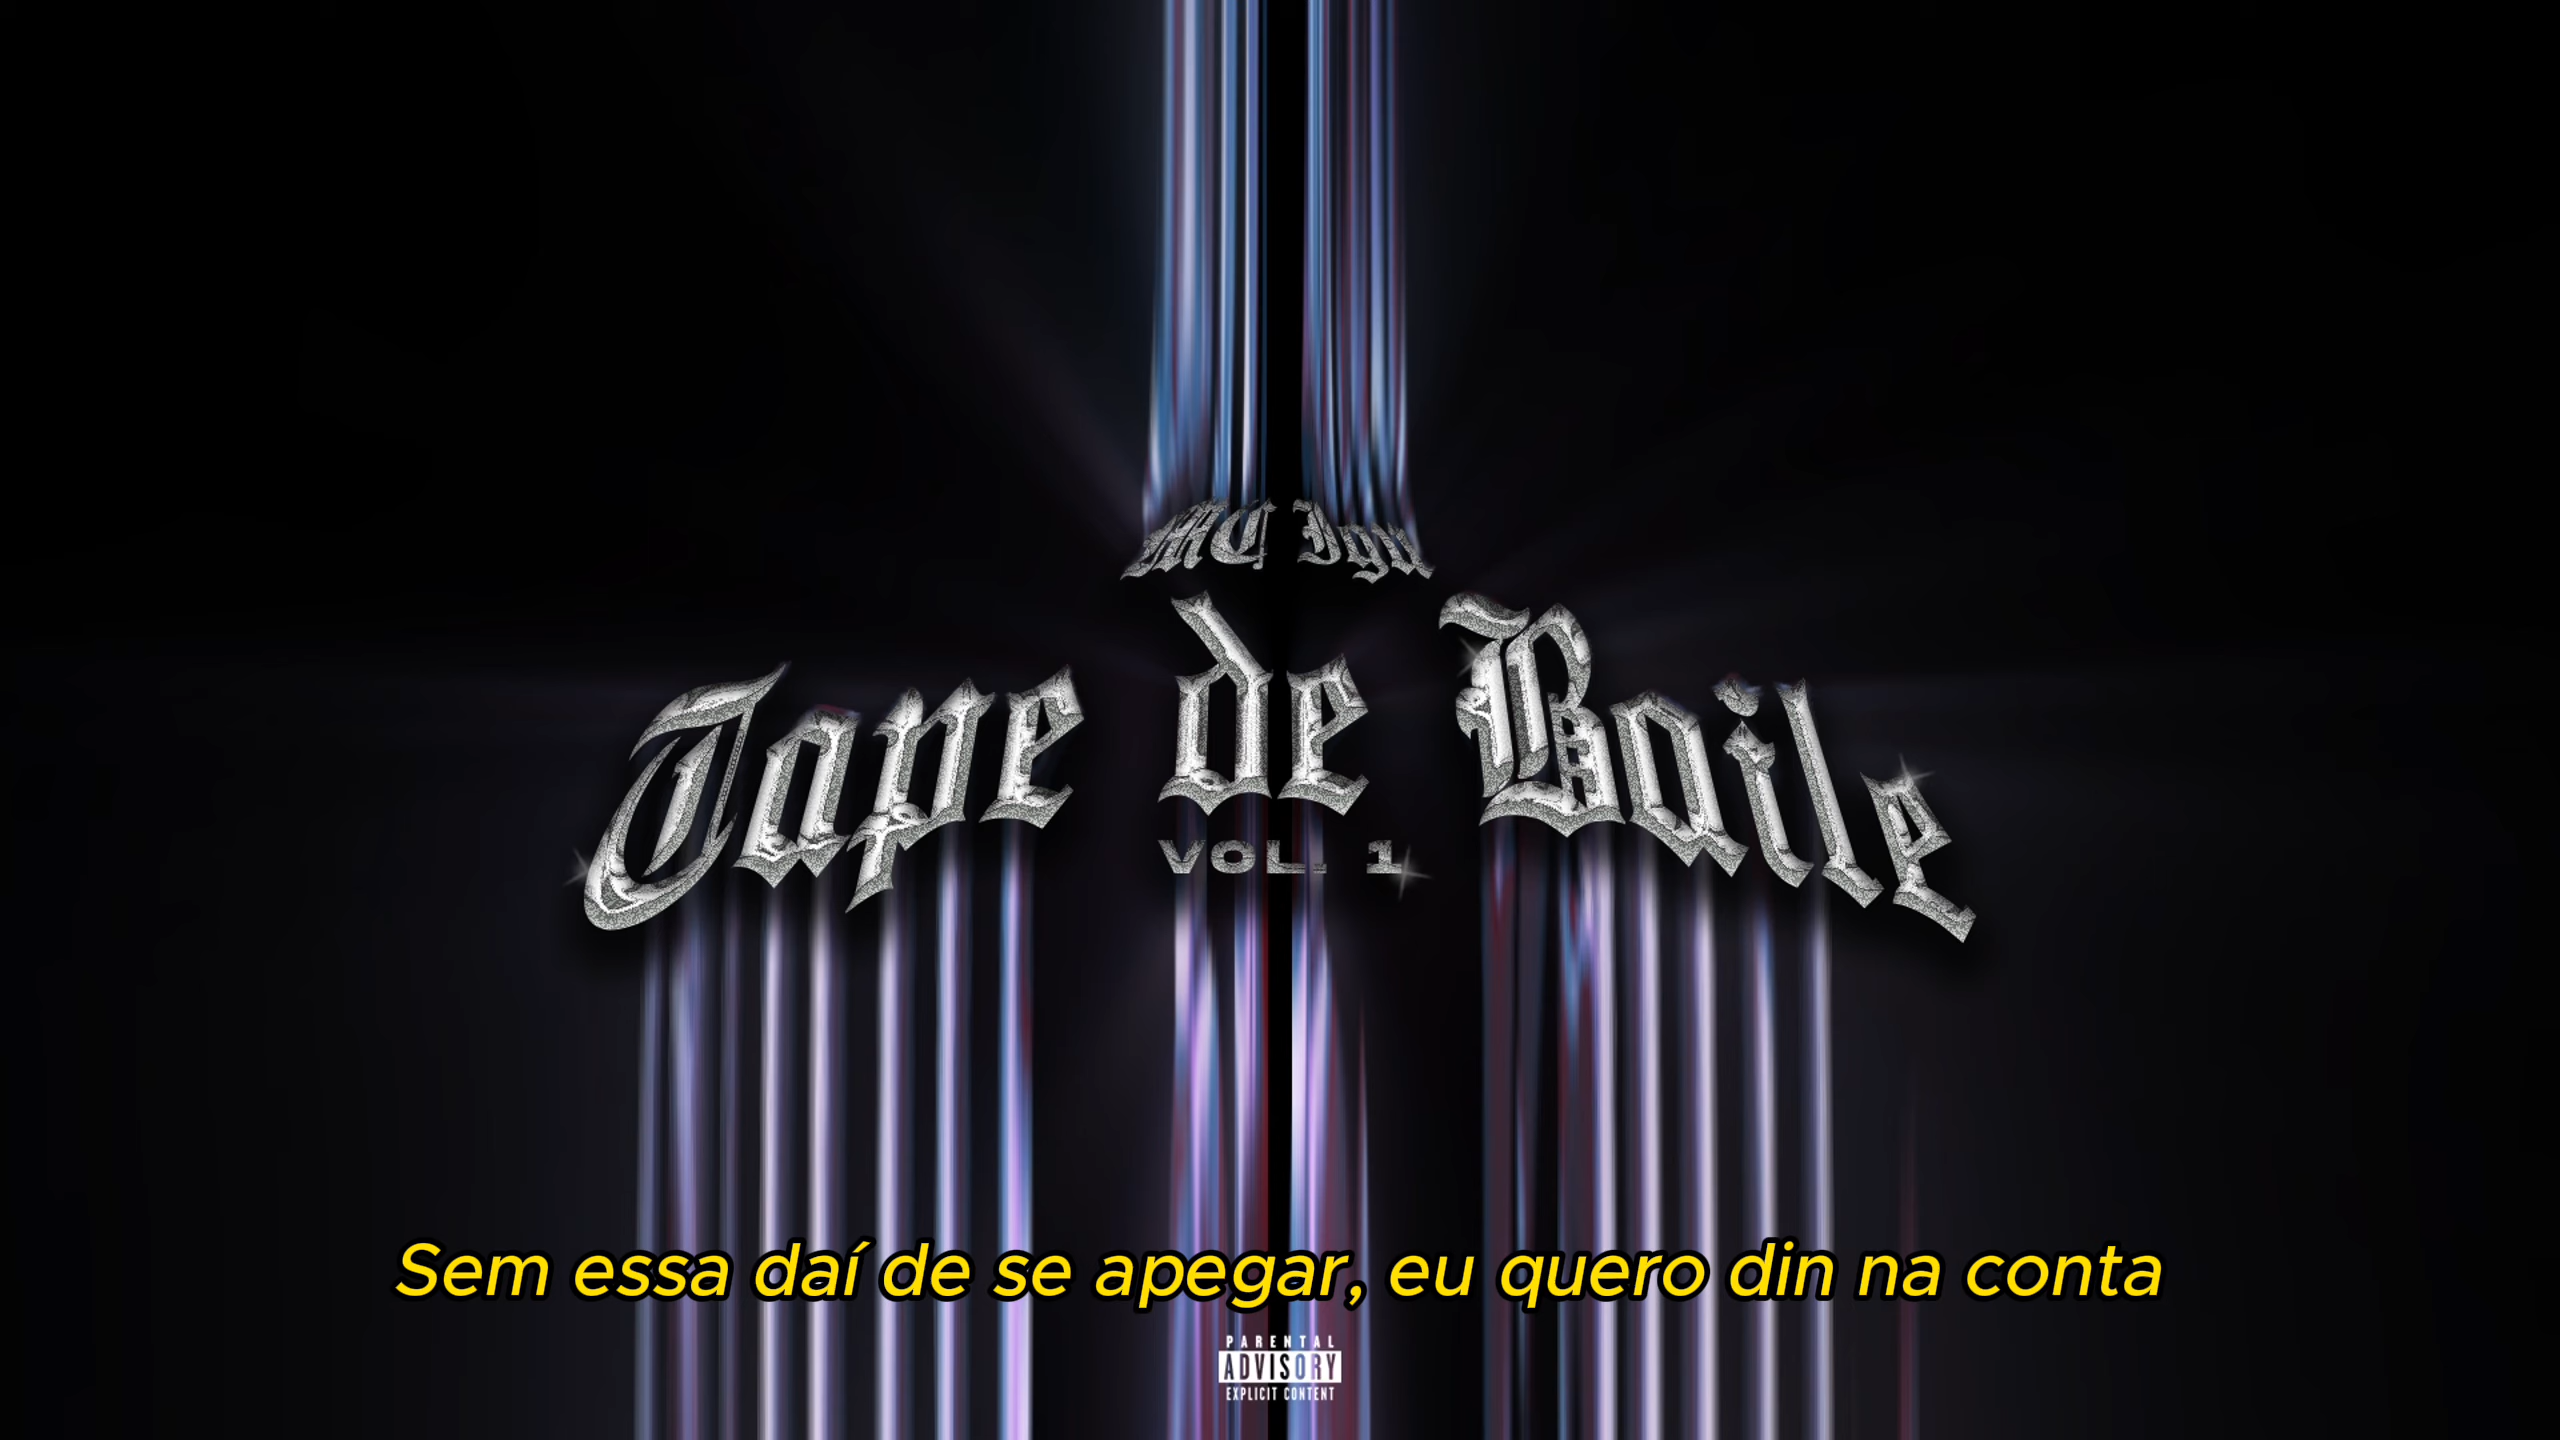 MC Igu
Tape de Baile
VOL. 1
Sem essa daí de se apegar, eu quero din na conta
PARENTAL
ADVISORY
EXPLICIT CONTENT